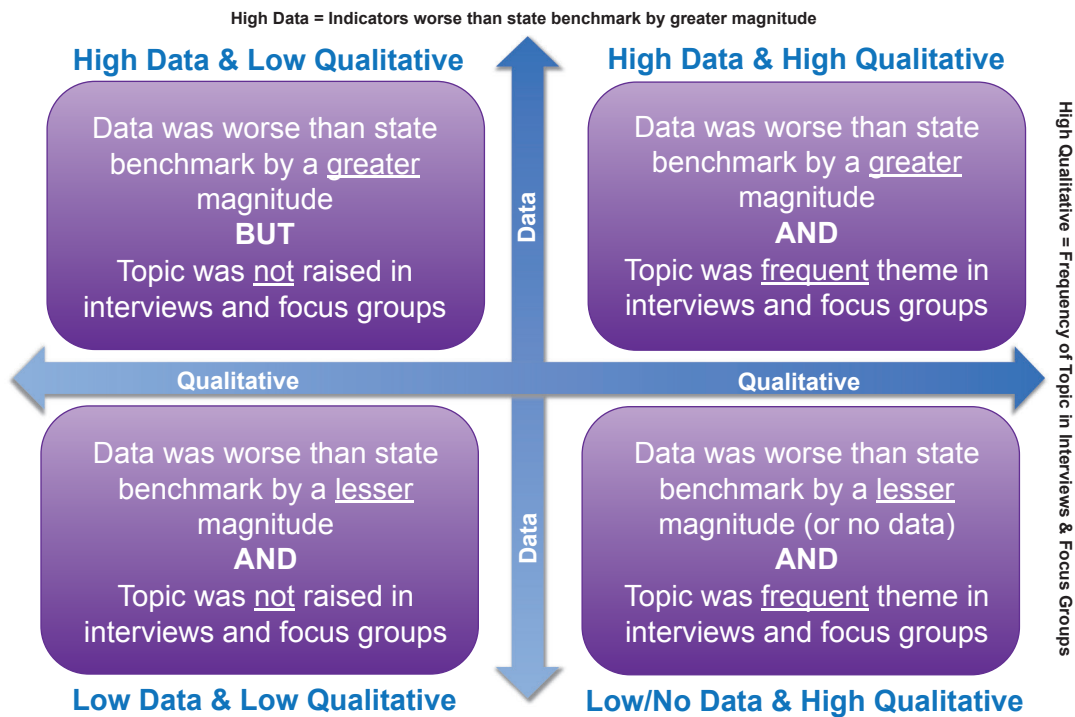 High Data = Indicators worse than state benchmark by greater magnitude
High Data & Low Qualitative
Data was worse than state
benchmark by a greater
magnitude
BUT
Topic was not raised in
interviews and focus groups
High Data & High Qualitative
Data was worse than state
benchmark by a greater
magnitude
AND
Topic was frequent theme in
interviews and focus groups
Data
High Qualitative = Frequency of Topic in Interviews & Focus Groups
Qualitative
Qualitative
Data was worse than state
benchmark by a lesser
magnitude
AND
Topic was not raised in
interviews and focus groups
Low Data & Low Qualitative
Data
Data was worse than state
benchmark by a lesser
magnitude (or no data)
AND
Topic was frequent theme in
interviews and focus groups
Low/No Data & High Qualitative